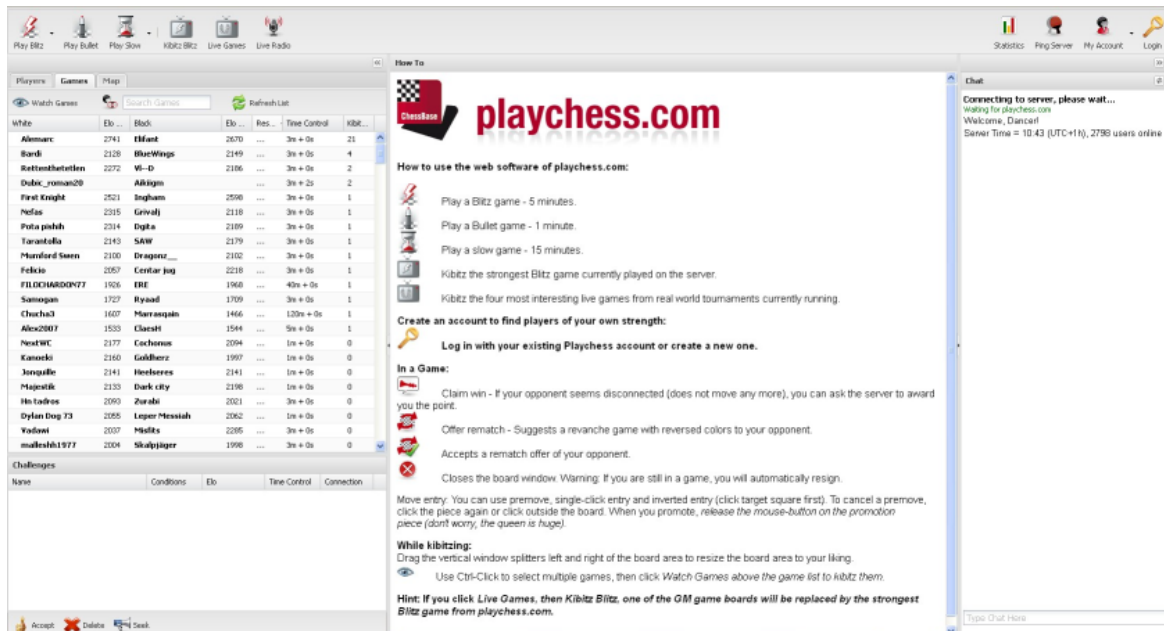 Play Blitz Play Bullet Play Slow Kibitz Blitz Live Games Live Radio Statistics Ping Server My Account Login
Players Games Map
Watch Games Search Games Refresh List
White Elo ... Black Elo ... Res... Time Control Kibit...
Alemarc 2741 Elifant 2670 ... 3m + 0s 21
Bardi 2128 BlueWings 2149 ... 3m + 0s 4
Rettenthetetlen 2272 Vi--D 2186 ... 3m + 0s 2
Dubic_roman20 Aikiigm ... 3m + 2s 2
First Knight 2521 Ingham 2598 ... 3m + 0s 1
Nefas 2315 Grivalj 2118 ... 3m + 0s 1
Pota pishih 2314 Dgita 2189 ... 3m + 0s 1
Tarantolla 2143 SAW 2179 ... 3m + 0s 1
Mumford Swen 2100 Dragonz__ 2102 ... 3m + 0s 1
Felicio 2057 Centar jug 2218 ... 3m + 0s 1
FILOCHARDON77 1926 ERE 1968 ... 40m + 0s 1
Samogan 1727 Ryaad 1709 ... 3m + 0s 1
Chucha3 1607 Marrasqain 1466 ... 120m + 0s 1
Alex2007 1533 ClaesH 1544 ... 5m + 0s 1
NextWC 2177 Cochonus 2094 ... 1m + 0s 0
Kanoeki 2160 Goldherz 1997 ... 1m + 0s 0
Jonquille 2141 Heelseres 2141 ... 1m + 0s 0
Majestik 2133 Dark city 2198 ... 1m + 0s 0
Hn tadros 2093 Zurabi 2021 ... 3m + 0s 0
Dylan Dog 73 2055 Leper Messiah 2062 ... 1m + 0s 0
Yadawi 2037 Misfits 2285 ... 3m + 0s 0
malleshh1977 2004 Skalpjäger 1998 ... 3m + 0s 0
Challenges
Name Conditions Elo Time Control Connection
Accept Delete Seek
How To
ChessBase
playchess.com
How to use the web software of playchess.com:
Play a Blitz game - 5 minutes.
Play a Bullet game - 1 minute.
Play a slow game - 15 minutes.
Kibitz the strongest Blitz game currently played on the server.
Kibitz the four most interesting live games from real world tournaments currently running.
Create an account to find players of your own strength:
Log in with your existing Playchess account or create a new one.
In a Game:
Claim win - If your opponent seems disconnected (does not move any more), you can ask the server to award
you the point.
Offer rematch - Suggests a revanche game with reversed colors to your opponent.
Accepts a rematch offer of your opponent.
Closes the board window. Warning: If you are still in a game, you will automatically resign.
Move entry: You can use premove, single-click entry and inverted entry (click target square first). To cancel a premove,
click the piece again or click outside the board. When you promote, release the mouse-button on the promotion
piece (don't worry, the queen is huge).
While kibitzing:
Drag the vertical window splitters left and right of the board area to resize the board area to your liking.
Use Ctrl-Click to select multiple games, then click Watch Games above the game list to kibitz them.
Hint: If you click Live Games, then Kibitz Blitz, one of the GM game boards will be replaced by the strongest
Blitz game from playchess.com.
Chat
Connecting to server, please wait...
Waiting for playchess.com
Welcome, Dancer!
Server Time = 10:43 (UTC+1h), 2798 users online
Type Chat Here